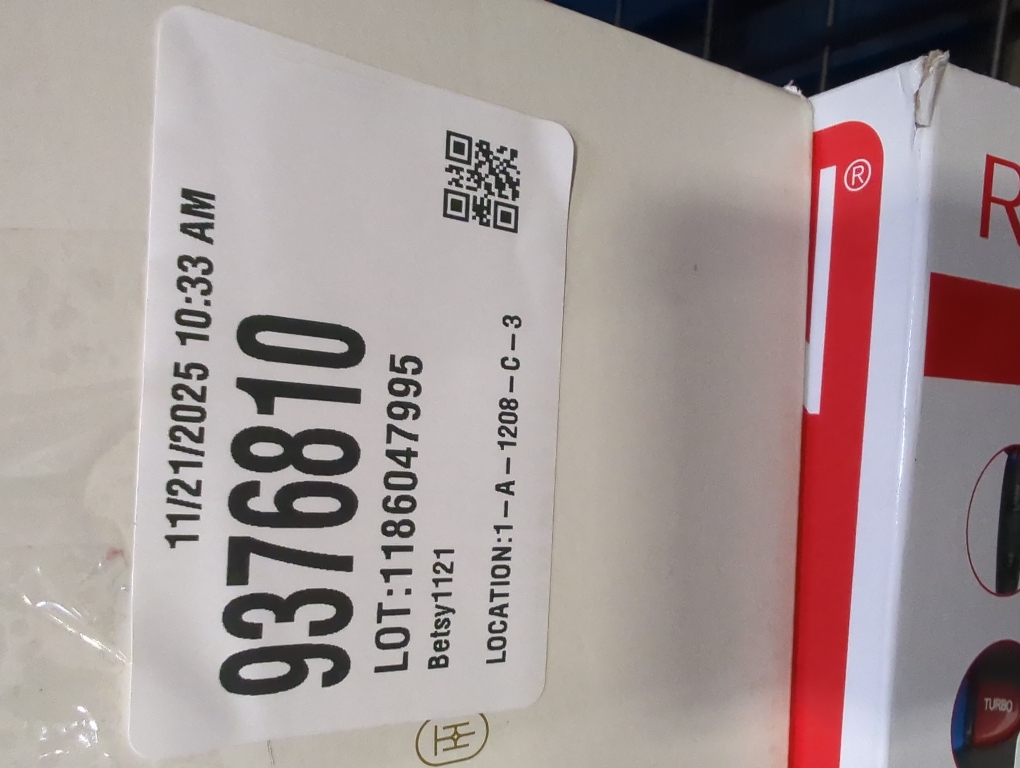 11/21/2025 10:33 AM
9376810
LOT:1186047995
Betsy1121
LOCATION:1-A-1208-C-3
®
R
TURBO